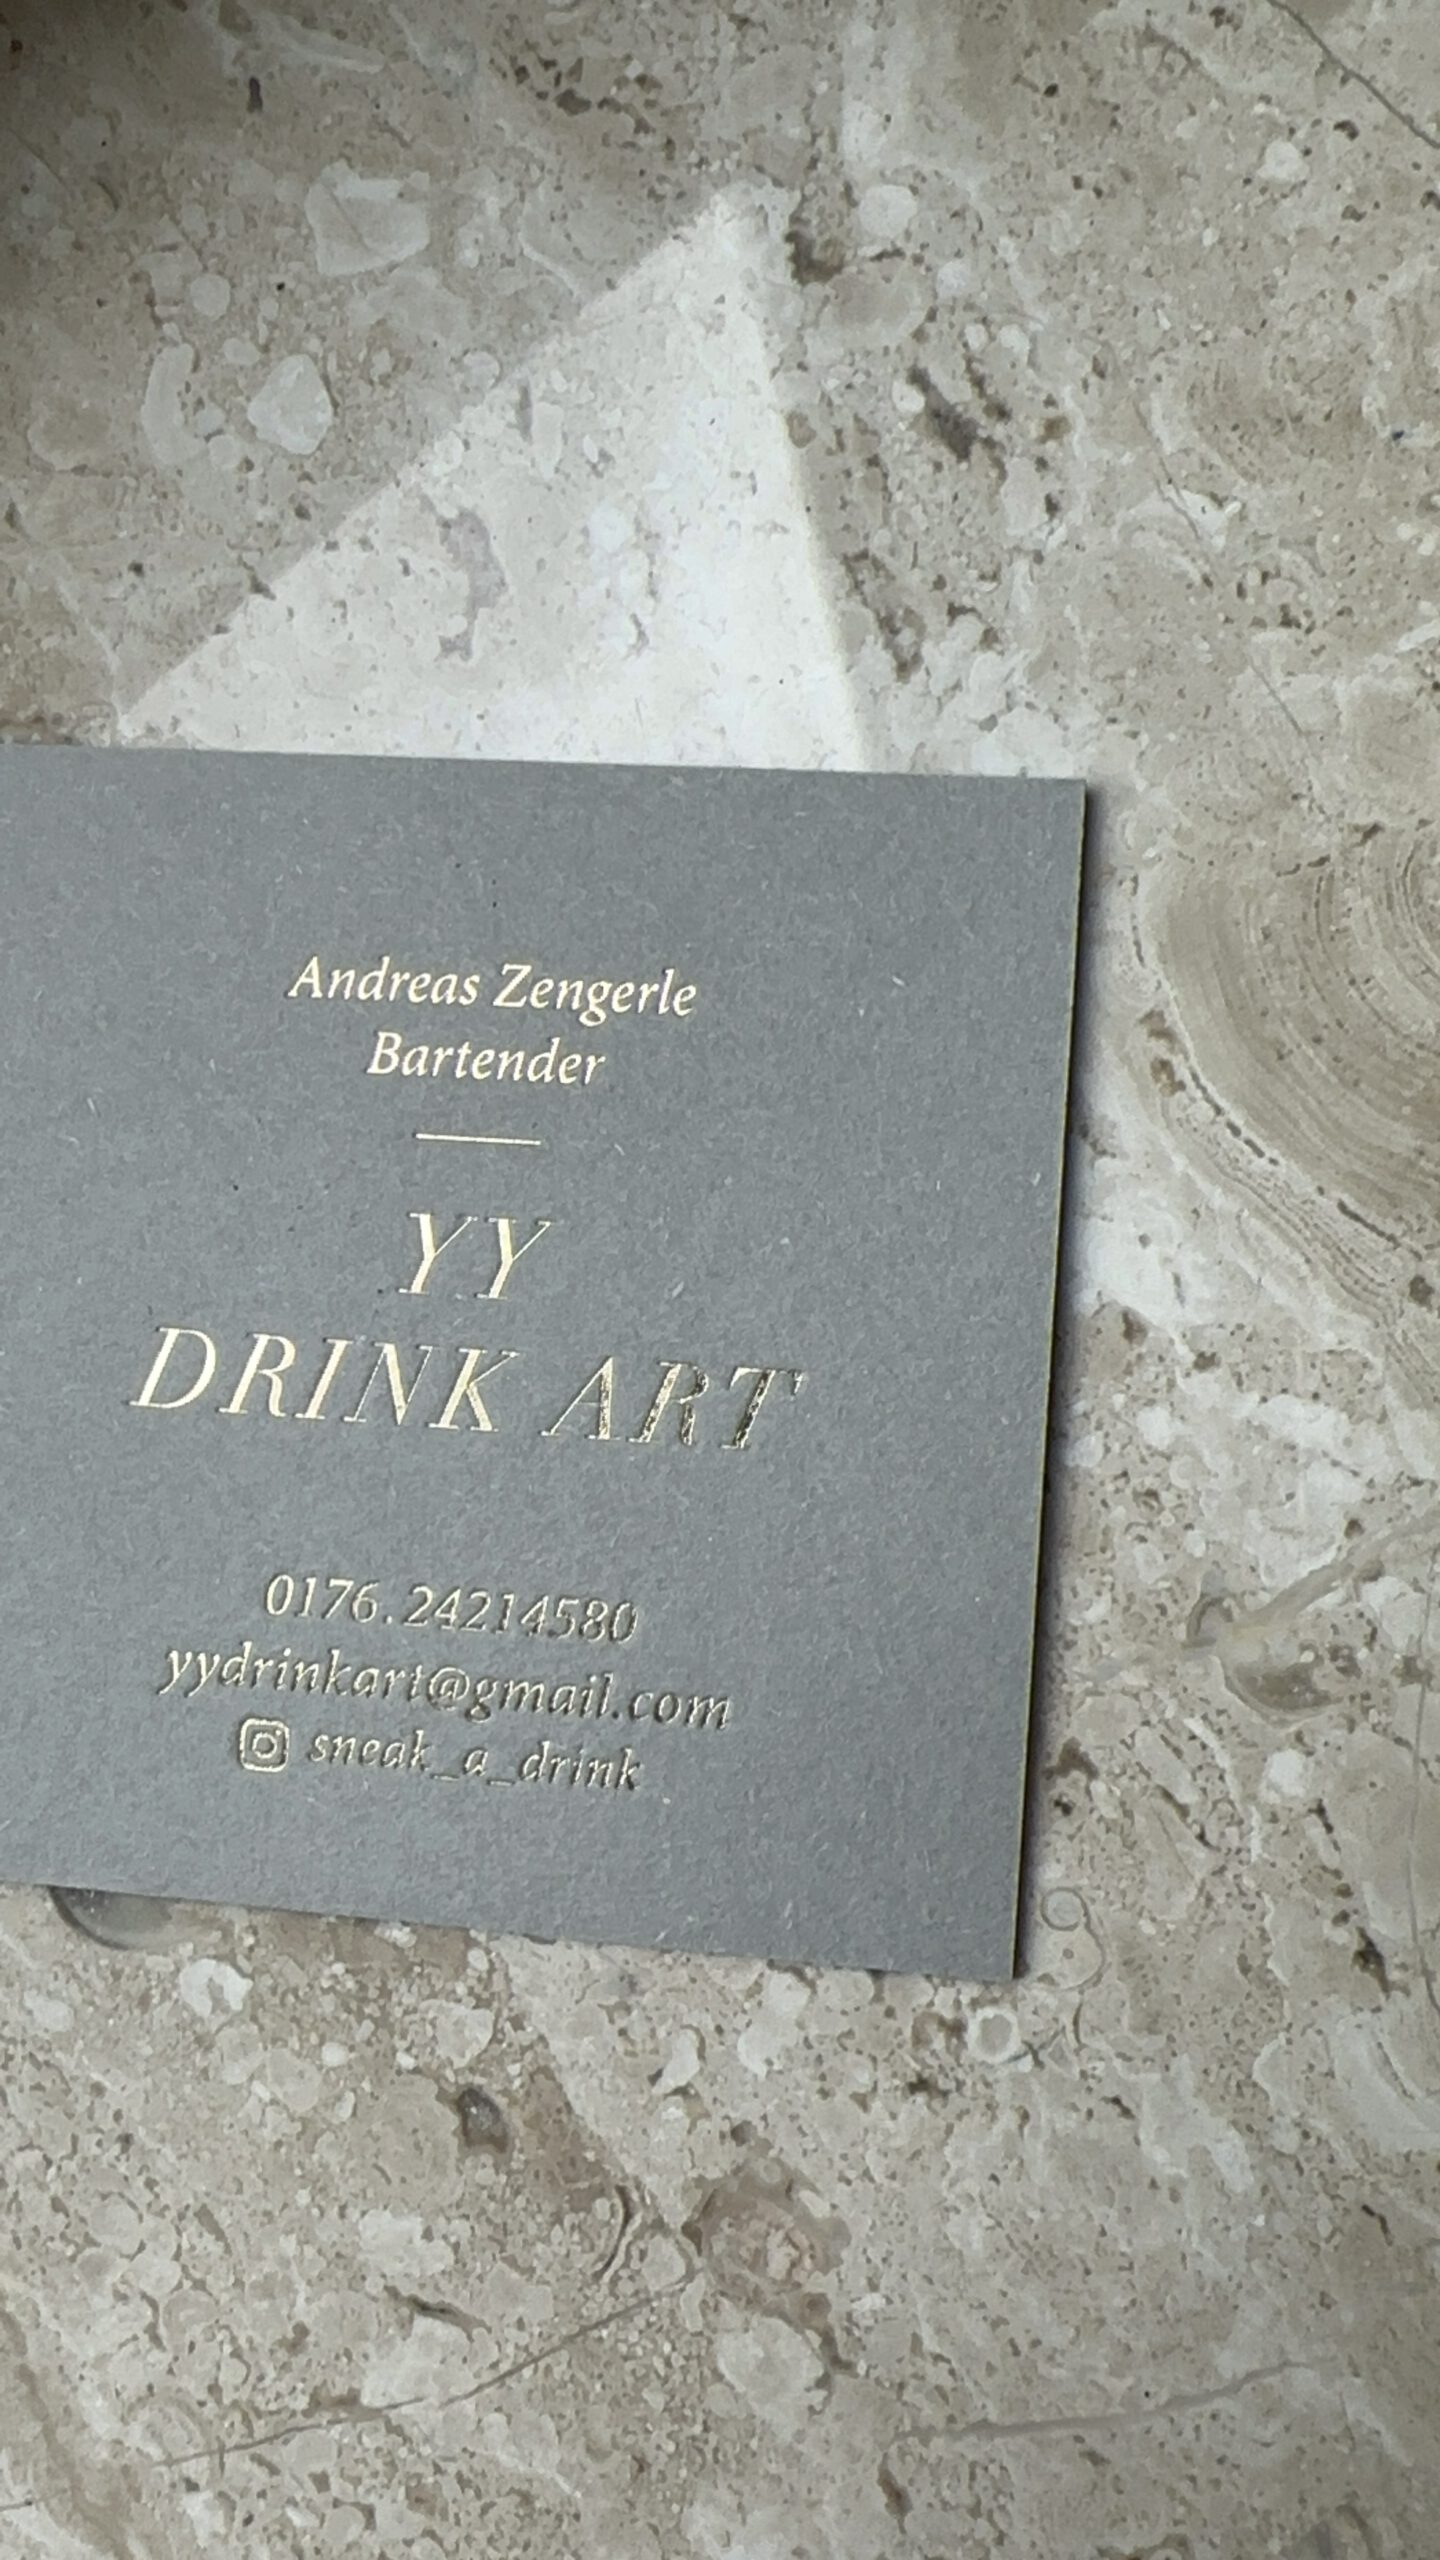 Andreas Zengerle
Bartender
YY
DRINK ART
0176.24214580
yydrinkart@gmail.com
sneak_a_drink